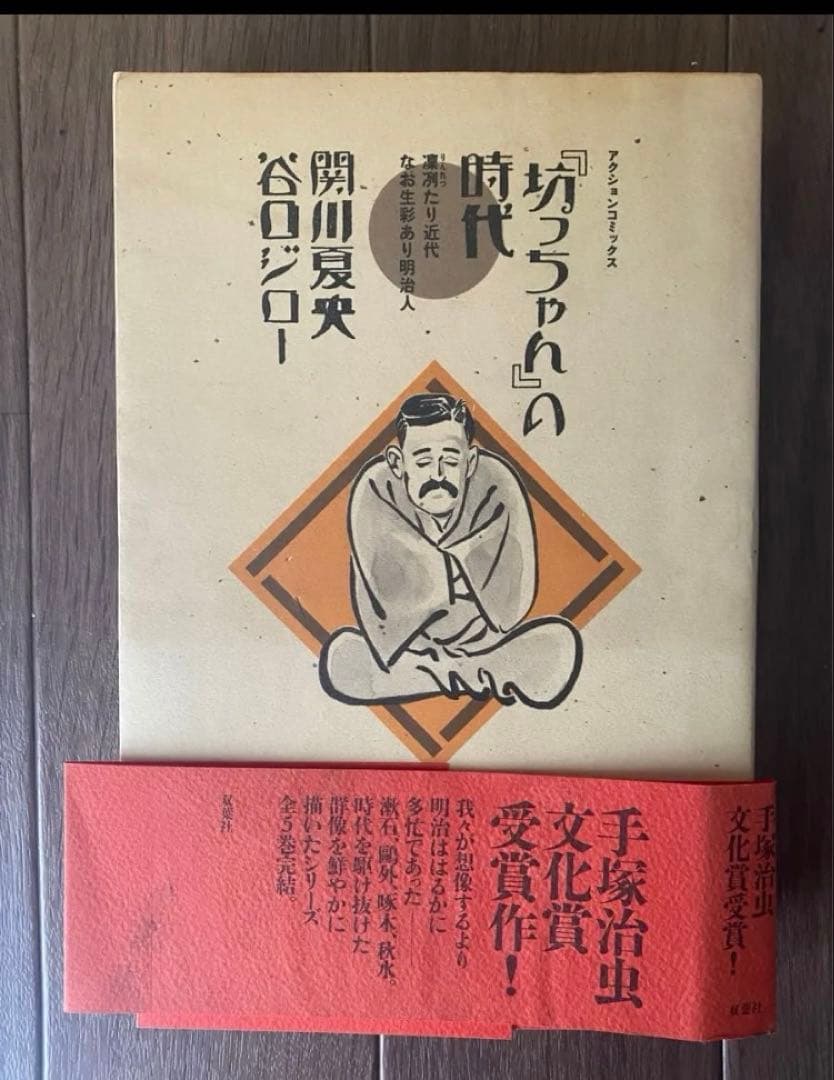 アクションコミックス
『坊っちゃん』の
時代
凜冽たり近代
りんれつ
なお生彩あり明治人
関川夏央
谷口ジロー
手塚治虫
文化賞
受賞作！
我々が想像するより
明治ははるかに
多忙であった――
漱石、鷗外、啄木、秋水。
時代を駆け抜けた
群像を鮮やかに
描いたシリーズ
全5巻完結。
双葉社
手塚治虫
文化賞受賞！
双葉社